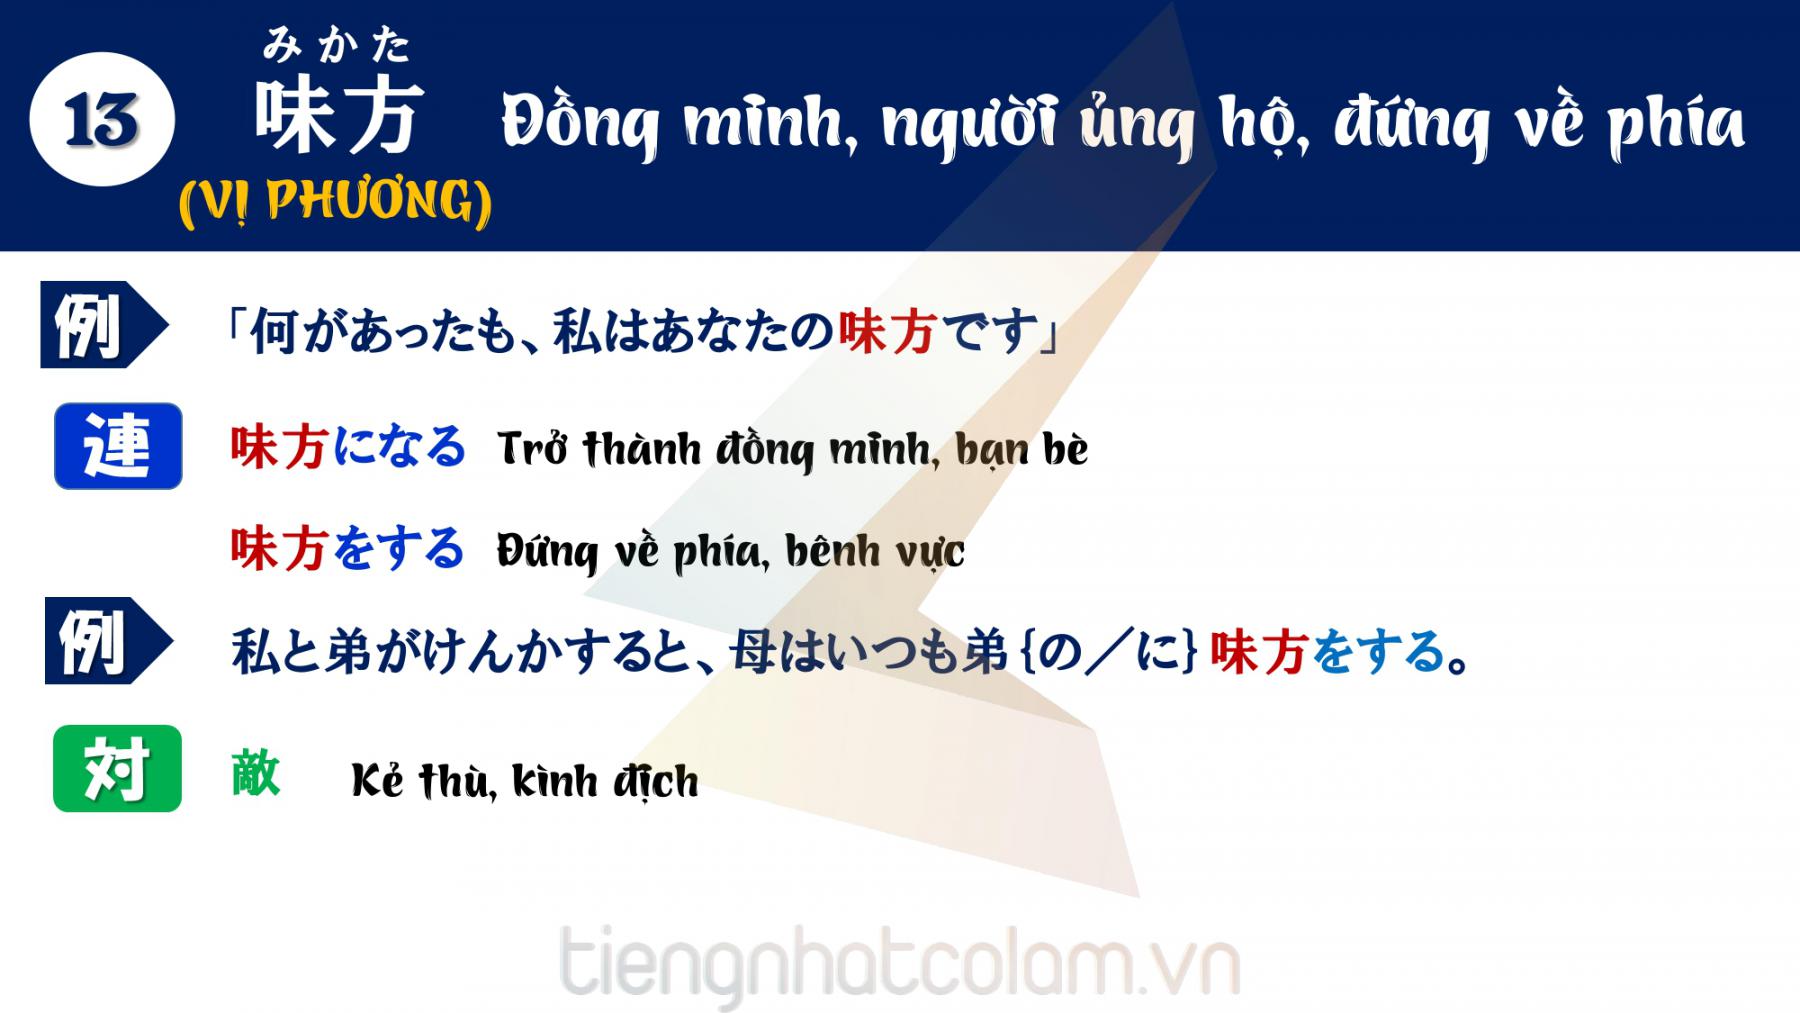 みかた
13 味方 Đồng minh, người ủng hộ, đứng về phía
(VỊ PHƯƠNG)
例 「何があったも、私はあなたの味方です」
連 味方になる Trở thành đồng minh, bạn bè
味方をする Đứng về phía, bênh vực
例 私と弟がけんかすると、母はいつも弟{の／に}味方をする。
対 敵 Kẻ thù, kình địch
tiengnhatcolam.vn